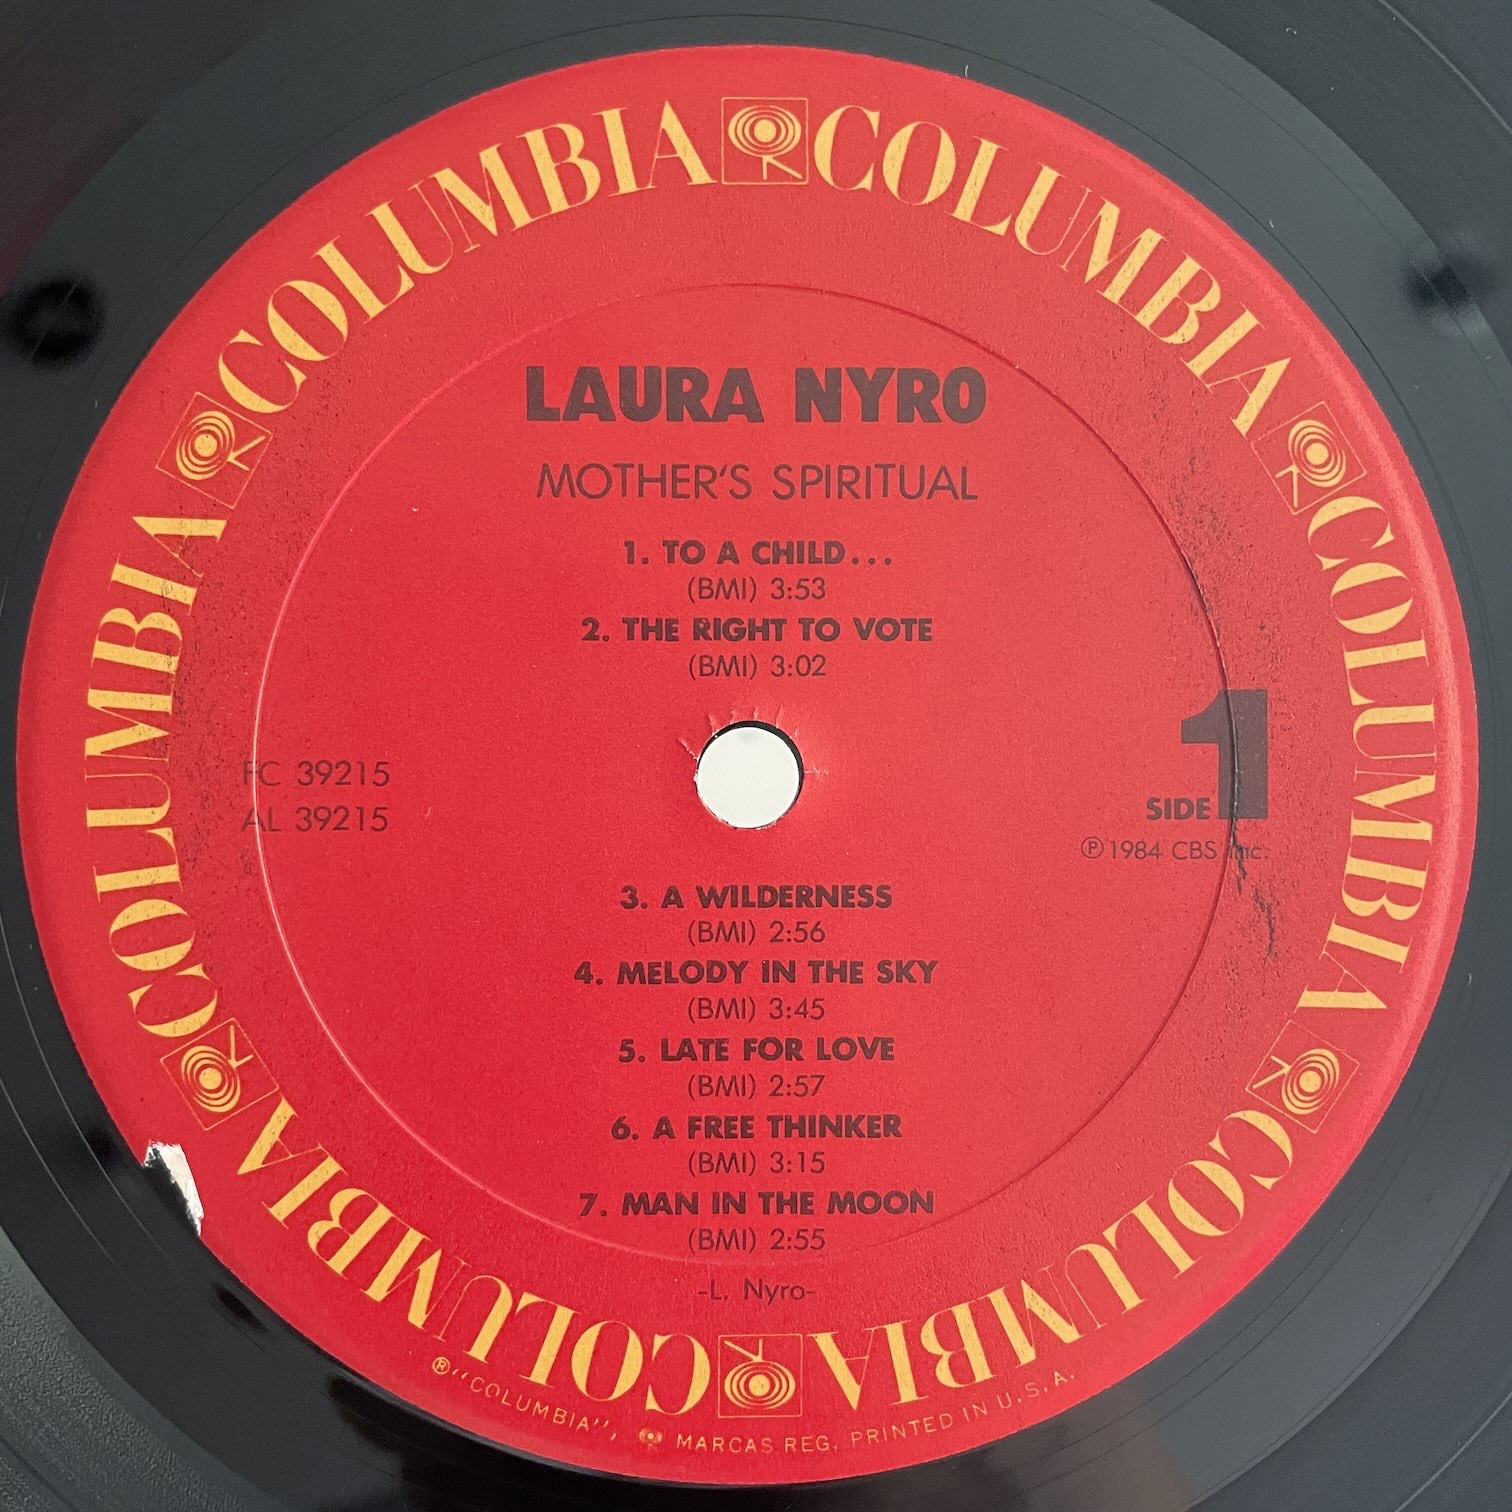 COLUMBIA COLUMBIA COLUMBIA COLUMBIA COLUMBIA COLUMBIA
LAURA NYRO
MOTHER'S SPIRITUAL
1. TO A CHILD...
(BMI) 3:53
2. THE RIGHT TO VOTE
(BMI) 3:02
FC 39215
AL 39215
SIDE 1
℗ 1984 CBS Inc.
3. A WILDERNESS
(BMI) 2:56
4. MELODY IN THE SKY
(BMI) 3:45
5. LATE FOR LOVE
(BMI) 2:57
6. A FREE THINKER
(BMI) 3:15
7. MAN IN THE MOON
(BMI) 2:55
-L. Nyro-
® "COLUMBIA", MARCAS REG. PRINTED IN U.S.A.